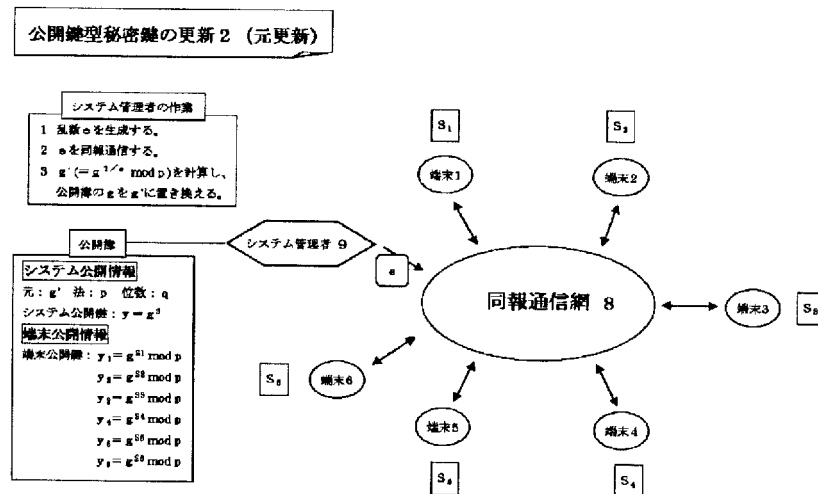 公開鍵型秘密鍵の更新2 (元更新)
システム管理者の作業
1 乱数eを生成する。
2 eを同報通信する。
3 g'(=g^1/e mod p)を計算し、
公開簿のgをg'に置き換える。
公開簿
システム公開情報
元：g' 法：p 位数：q
システム公開鍵：y=g^S
端末公開情報
端末公開鍵：y₁=g^S1 mod p
y₂=g^S2 mod p
y₃=g^S3 mod p
y₄=g^S4 mod p
y₅=g^S5 mod p
y₆=g^S6 mod p
システム管理者 9
e
同報通信網 8
S₁
端末1
S₂
端末2
端末3
S₃
端末4
S₄
端末5
S₅
S₆
端末6